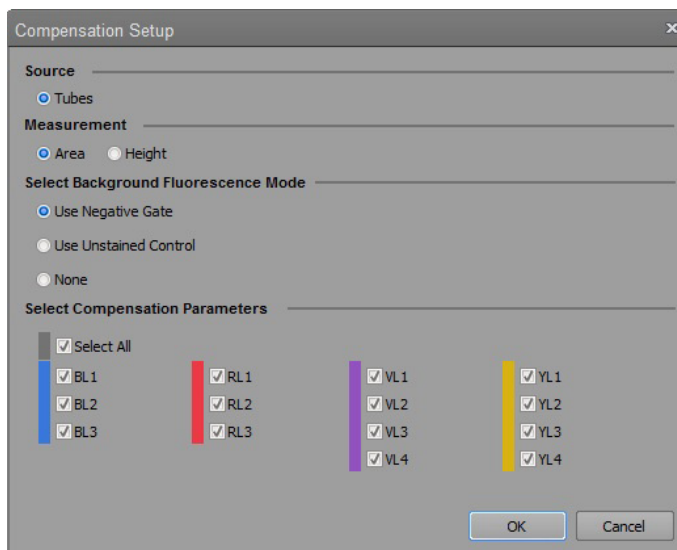 Compensation Setup
x
Source
Tubes
Measurement
Area Height
Select Background Fluorescence Mode
Use Negative Gate
Use Unstained Control
None
Select Compensation Parameters
Select All
BL1 RL1 VL1 YL1
BL2 RL2 VL2 YL2
BL3 RL3 VL3 YL3
VL4 YL4
OK Cancel